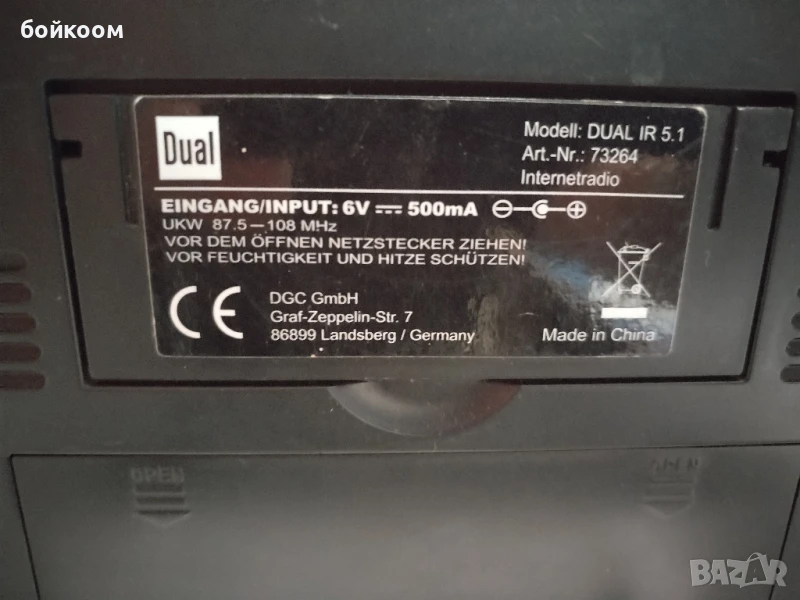 бойкоом
Dual
Modell: DUAL IR 5.1
Art.-Nr.: 73264
Internetradio
EINGANG/INPUT: 6V 500mA
UKW 87.5–108 MHz
VOR DEM ÖFFNEN NETZSTECKER ZIEHEN!
VOR FEUCHTIGKEIT UND HITZE SCHÜTZEN!
CE
DGC GmbH
Graf-Zeppelin-Str. 7
86899 Landsberg / Germany
Made in China
OPEN
OPEN
BAZAR